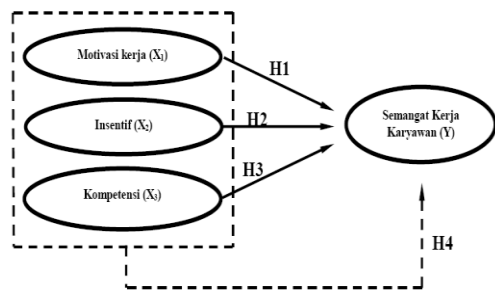 Motivasi kerja (X₁)
H1
Insentif (X₂)
H2
Semangat Kerja
Karyawan (Y)
H3
Kompetensi (X₃)
H4